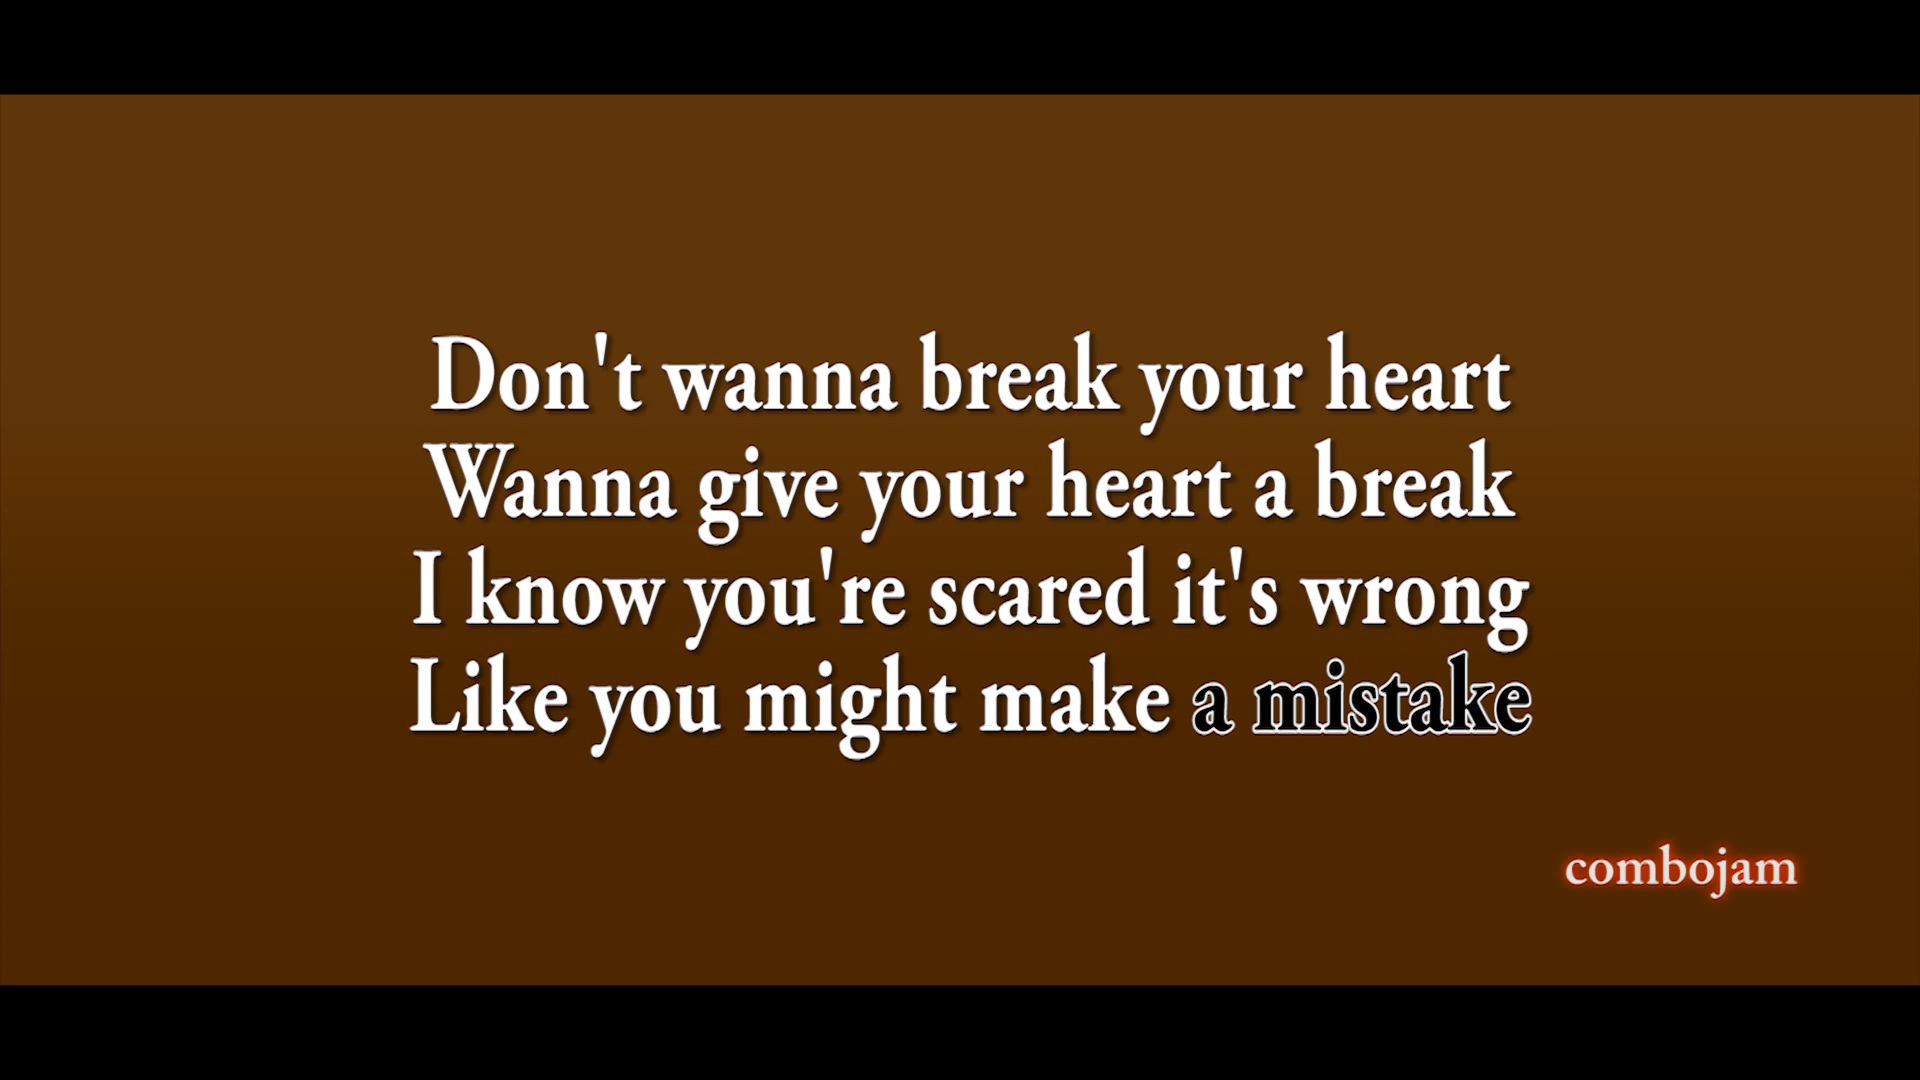 Don't wanna break your heart
Wanna give your heart a break
I know you're scared it's wrong
Like you might make a mistake
combojam